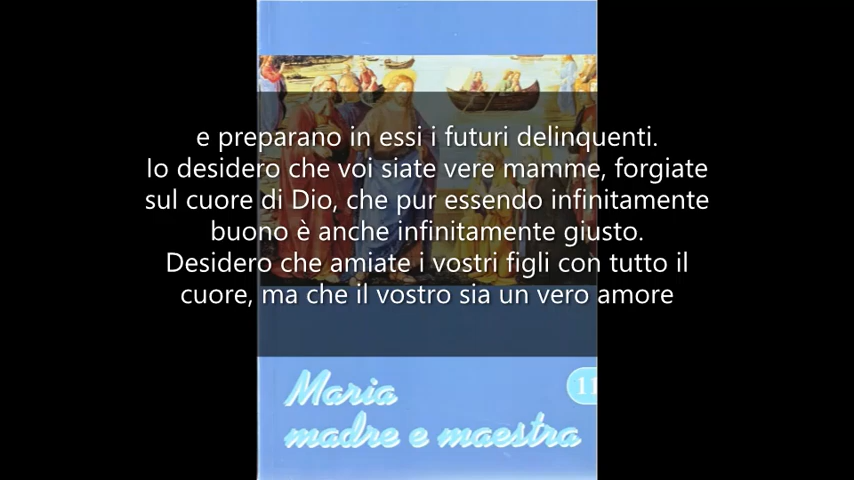 e preparano in essi i futuri delinquenti.
Io desidero che voi siate vere mamme, forgiate
sul cuore di Dio, che pur essendo infinitamente
buono è anche infinitamente giusto.
Desidero che amiate i vostri figli con tutto il
cuore, ma che il vostro sia un vero amore
Maria
11
madre e maestra